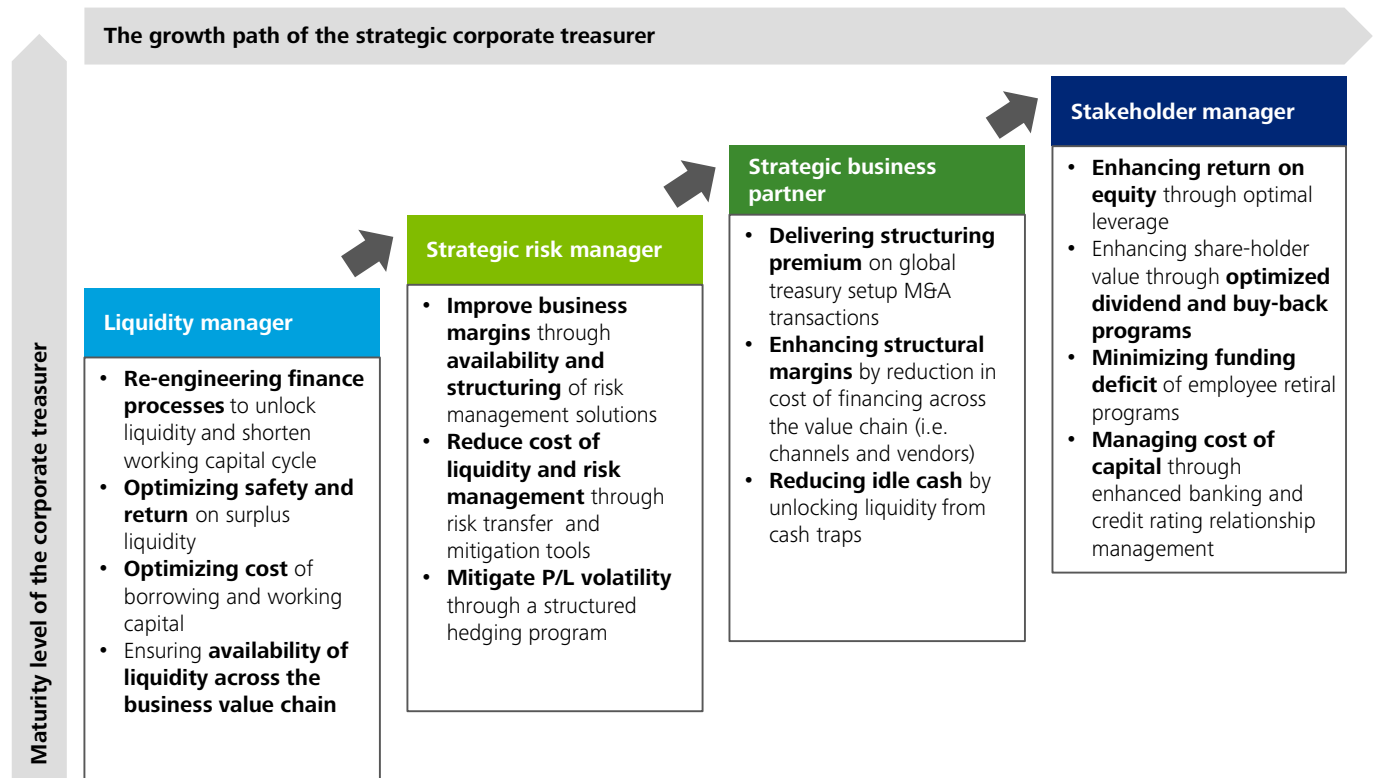 The growth path of the strategic corporate treasurer
Maturity level of the corporate treasurer
Liquidity manager
• Re-engineering finance
processes to unlock
liquidity and shorten
working capital cycle
• Optimizing safety and
return on surplus
liquidity
• Optimizing cost of
borrowing and working
capital
• Ensuring availability of
liquidity across the
business value chain
Strategic risk manager
• Improve business
margins through
availability and
structuring of risk
management solutions
• Reduce cost of
liquidity and risk
management through
risk transfer and
mitigation tools
• Mitigate P/L volatility
through a structured
hedging program
Strategic business
partner
• Delivering structuring
premium on global
treasury setup M&A
transactions
• Enhancing structural
margins by reduction in
cost of financing across
the value chain (i.e.
channels and vendors)
• Reducing idle cash by
unlocking liquidity from
cash traps
Stakeholder manager
• Enhancing return on
equity through optimal
leverage
• Enhancing share-holder
value through optimized
dividend and buy-back
programs
• Minimizing funding
deficit of employee retiral
programs
• Managing cost of
capital through
enhanced banking and
credit rating relationship
management